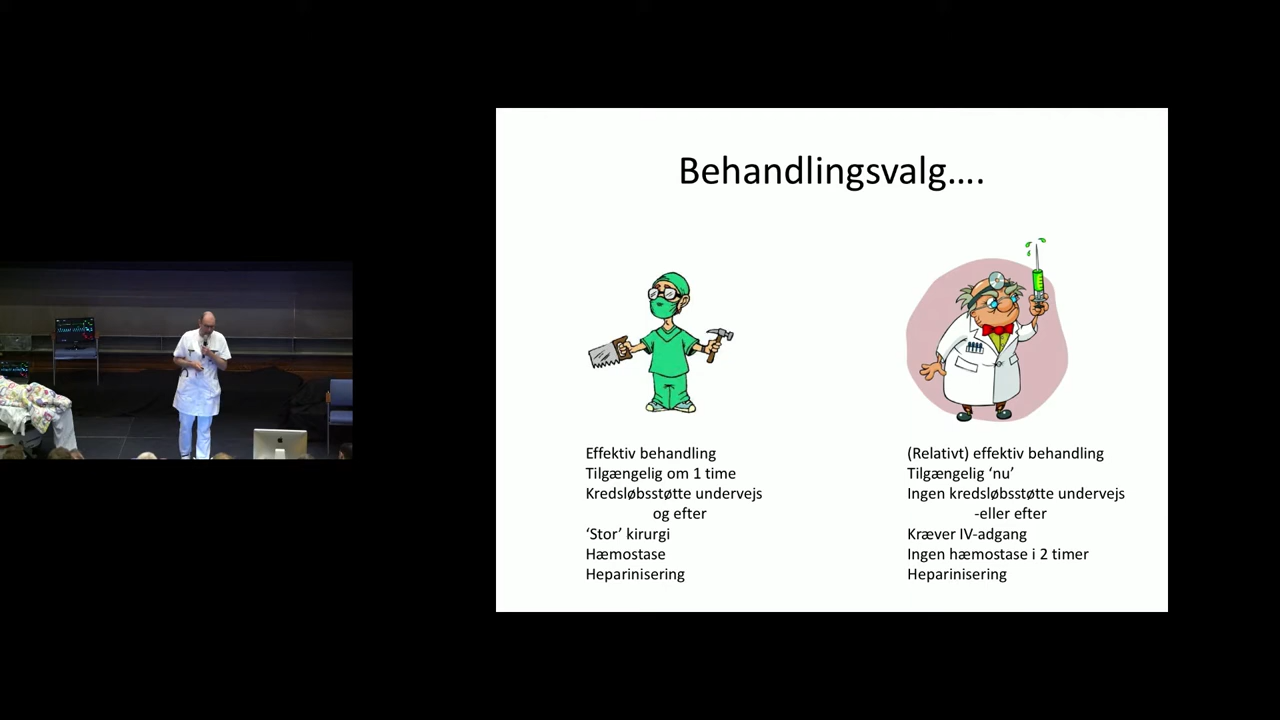 Behandlingsvalg....
Effektiv behandling
Tilgængelig om 1 time
Kredsløbsstøtte undervejs
og efter
‘Stor’ kirurgi
Hæmostase
Heparinisering
(Relativt) effektiv behandling
Tilgængelig ‘nu’
Ingen kredsløbsstøtte undervejs
-eller efter
Kræver IV-adgang
Ingen hæmostase i 2 timer
Heparinisering